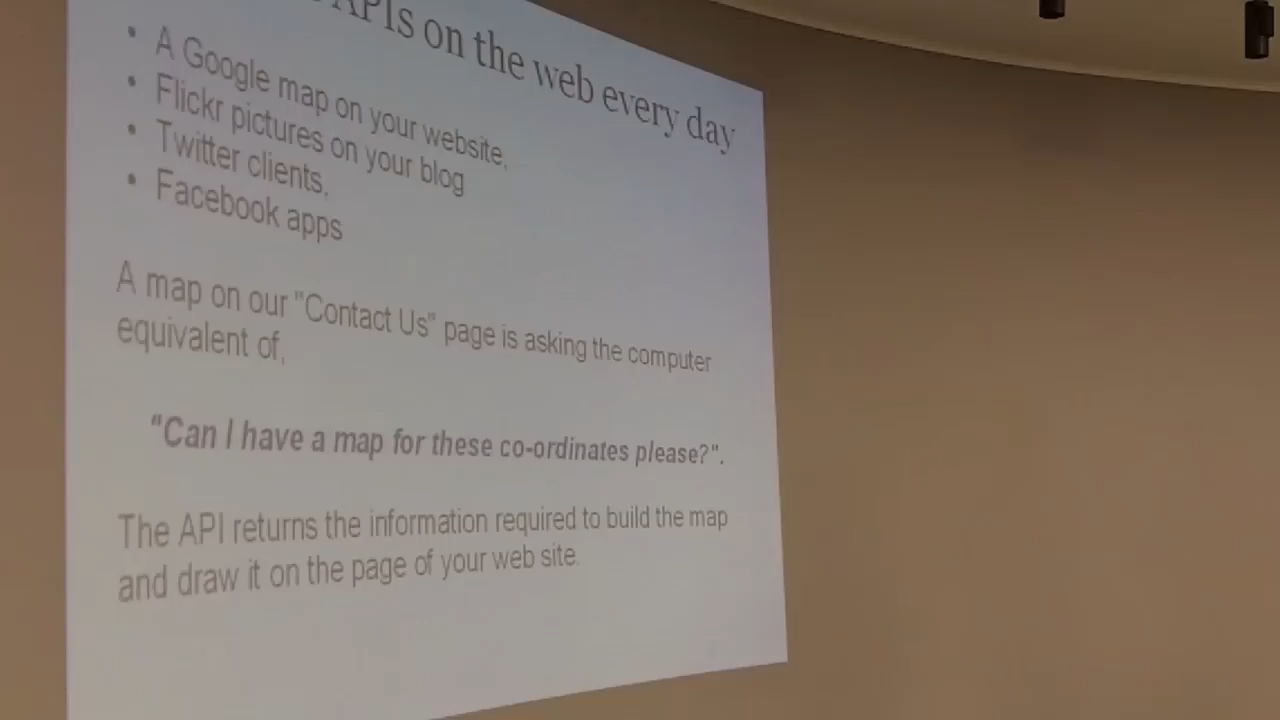 APIs on the web every day
• A Google map on your website.
• Flickr pictures on your blog
• Twitter clients.
• Facebook apps
A map on our "Contact Us" page is asking the computer
equivalent of,
"Can I have a map for these co-ordinates please?".
The API returns the information required to build the map
and draw it on the page of your web site.